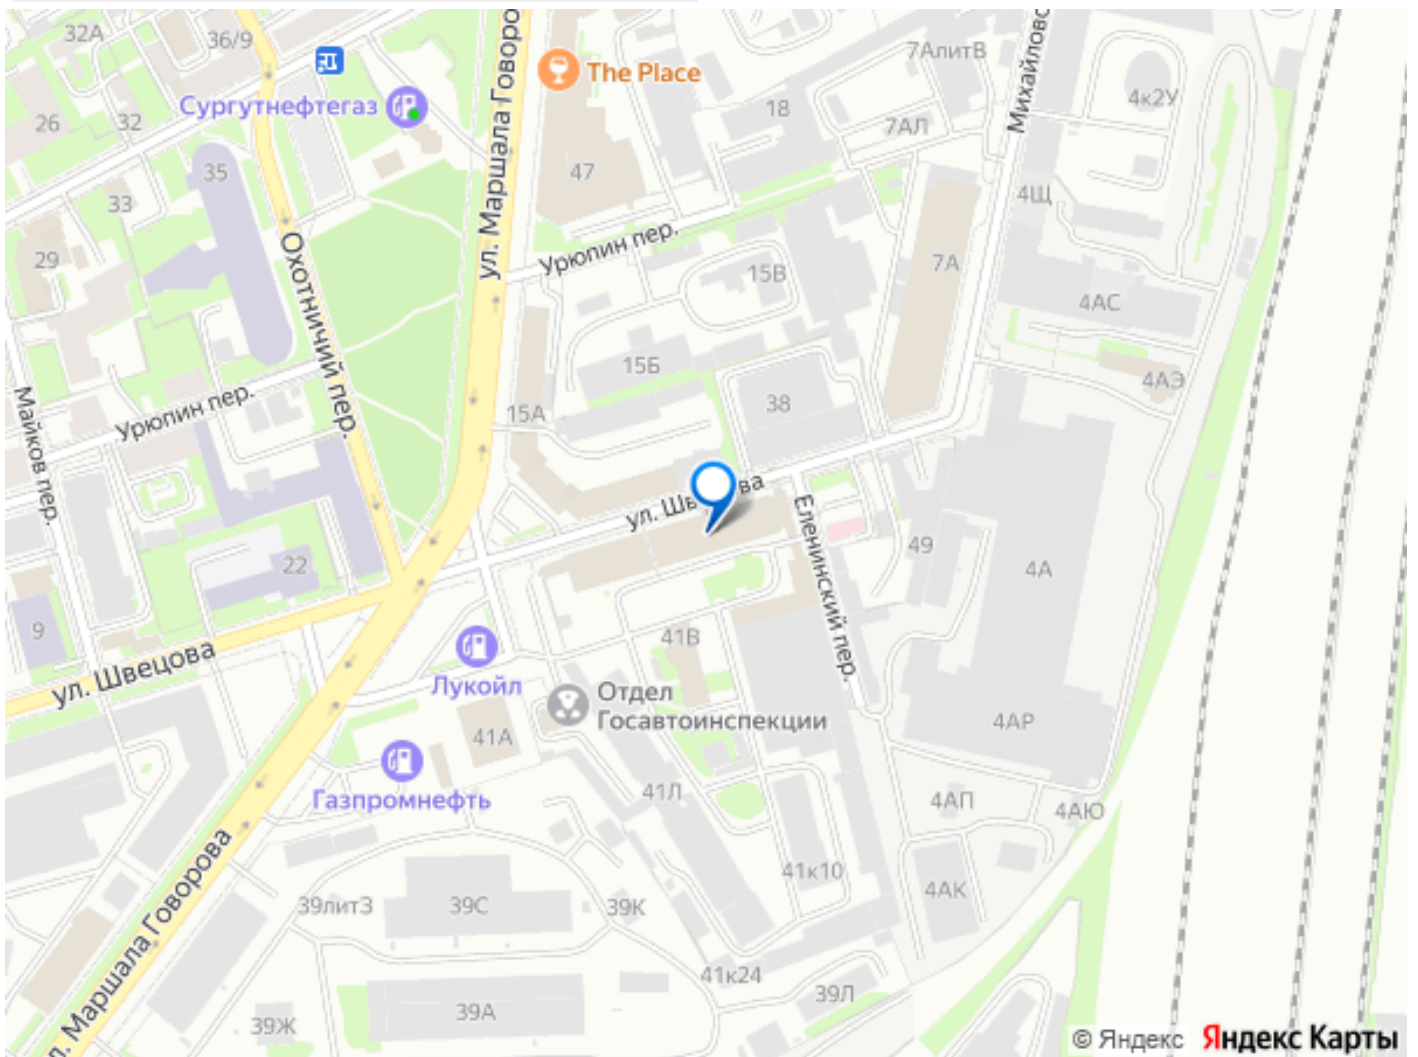 32А
36/9
ул. Маршала Говоро
The Place
7АлитВ
Михайловс
Сургутнефтегаз
26
32
18
4к2У
7АЛ
35
47
33
4Щ
29
Охотничий пер.
Урюпин пер.
15В
7А
4АС
15Б
4АЭ
Майков пер.
Урюпин пер.
15А
38
ул. Шв
ва
Еленинский пер.
49
4А
22
9
ул. Швецова
41В
Лукойл
Отдел
Госавтоинспекции
41А
4АР
Газпромнефть
41Л
4АП
4АЮ
л. Маршала Говорова
41к10
4АК
39литЗ
39С
39К
41к24
39Л
39А
39Ж
© Яндекс Яндекс Карты